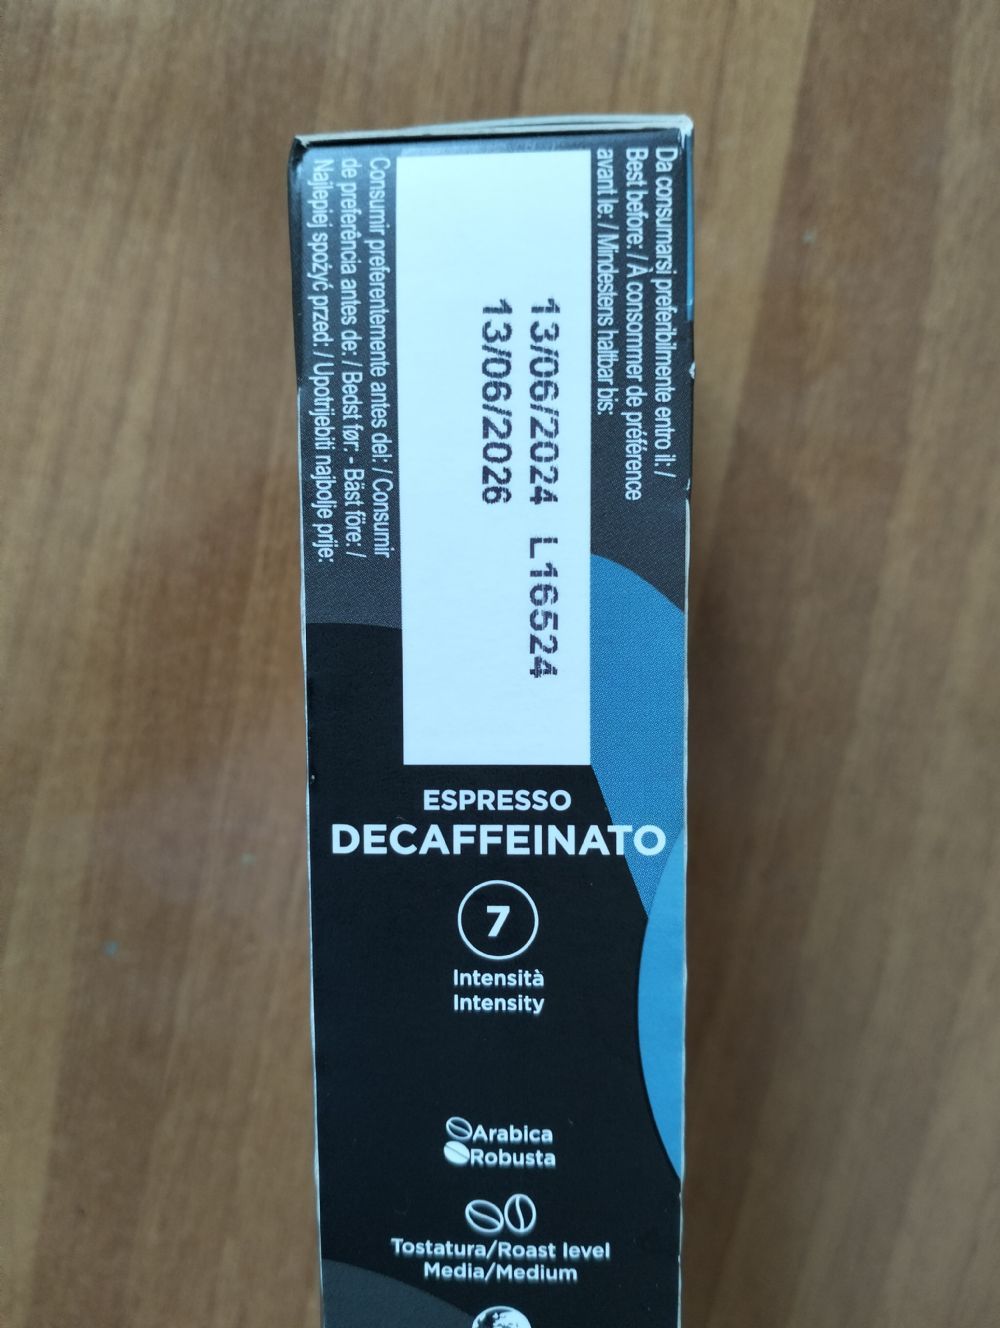 Da consumarsi preferibilmente entro il: /
Best before: / À consommer de préférence
avant le: / Mindestens haltbar bis:
13/06/2024 L16524
13/06/2026
Consumir preferentemente antes del: / Consumir
de preferência antes de: / Bedst før: - Bäst före: /
Najlepiej spożyć przed: / Upotrijebiti najbolje prije:
ESPRESSO
DECAFFEINATO
7
Intensità
Intensity
Arabica
Robusta
Tostatura/Roast level
Media/Medium